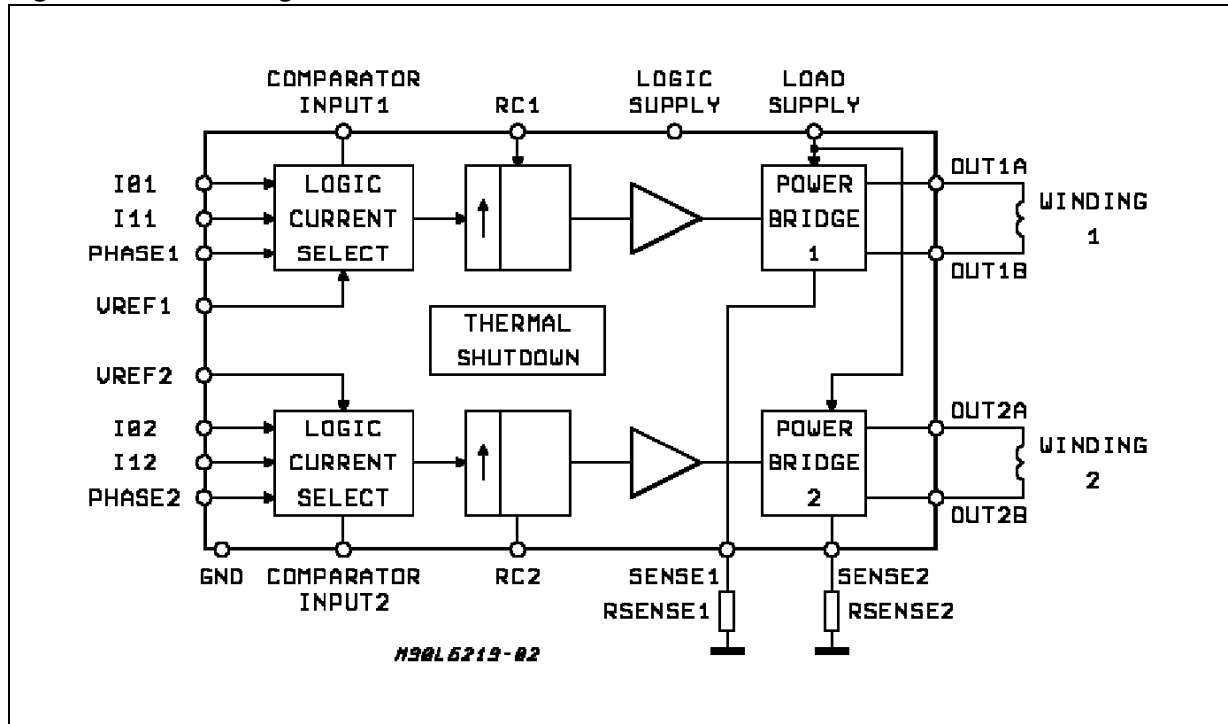 COMPARATOR
INPUT1
RC1
LOGIC
SUPPLY
LOAD
SUPPLY
I01
I11
PHASE1
VREF1
LOGIC
CURRENT
SELECT
POWER
BRIDGE
1
OUT1A
OUT1B
WINDING
1
THERMAL
SHUTDOWN
VREF2
I02
I12
PHASE2
LOGIC
CURRENT
SELECT
POWER
BRIDGE
2
OUT2A
OUT2B
WINDING
2
GND
COMPARATOR
INPUT2
RC2
SENSE1
RSENSE1
SENSE2
RSENSE2
M90L6219-02